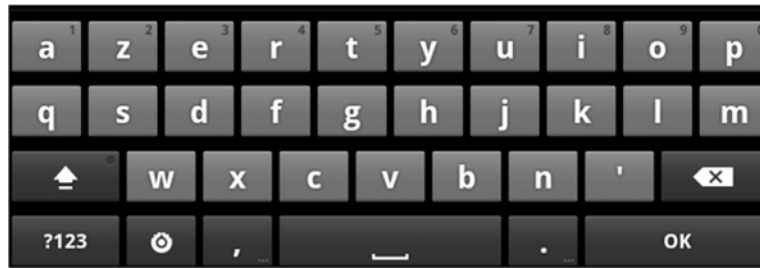 a 1 z 2 e 3 r 4 t 5 y 6 u 7 i 8 o 9 p
q s d f g h j k l m
w x c v b n '
?123 , ... . ... OK